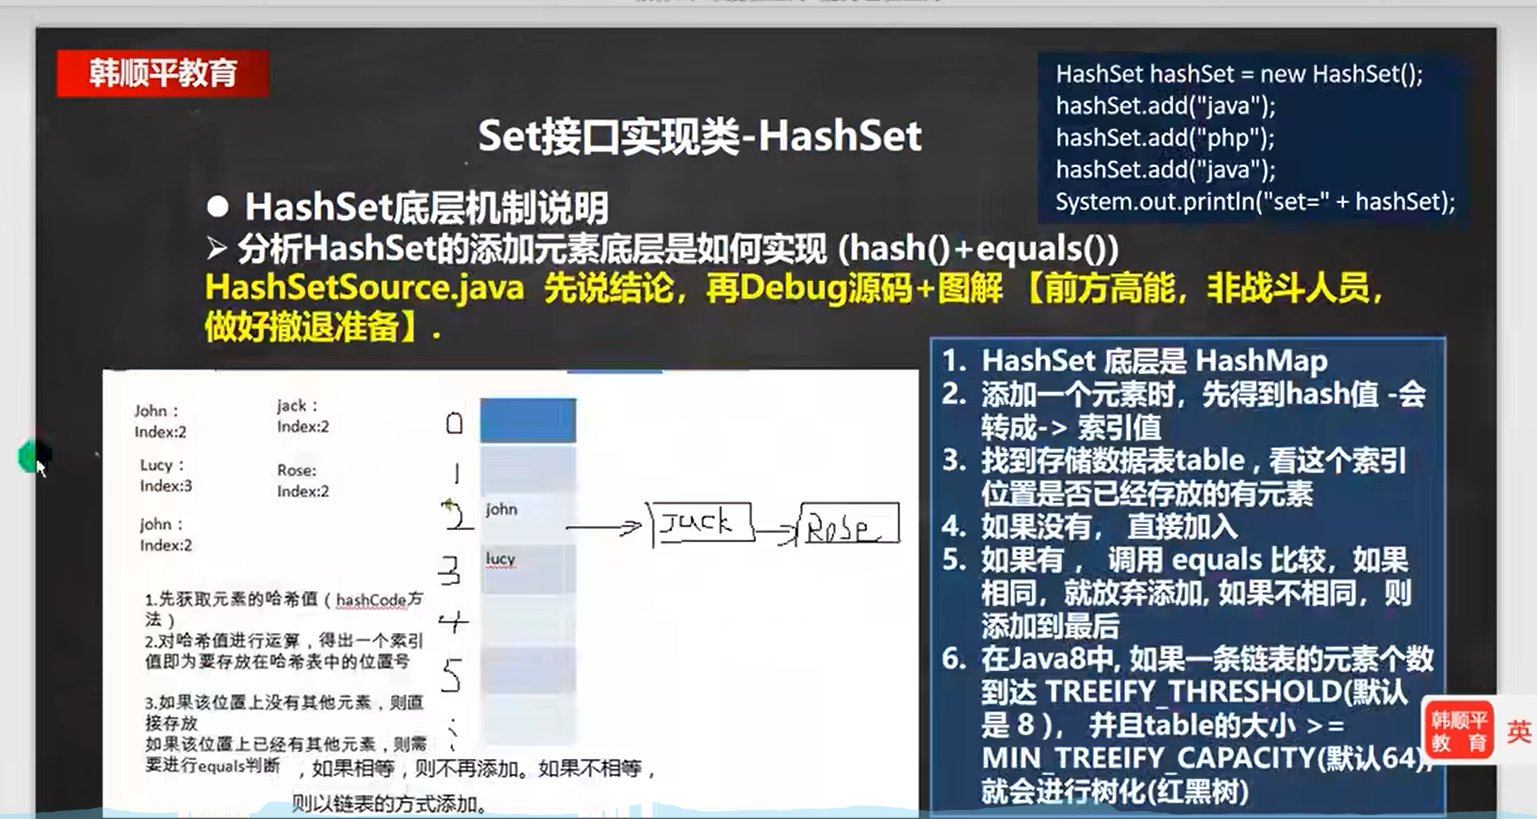 韩顺平教育
HashSet hashSet = new HashSet();
hashSet.add("java");
hashSet.add("php");
hashSet.add("java");
System.out.println("set=" + hashSet);
Set接口实现类-HashSet
● HashSet底层机制说明
➢ 分析HashSet的添加元素底层是如何实现 (hash()+equals())
HashSetSource.java 先说结论，再Debug源码+图解 【前方高能，非战斗人员，
做好撤退准备】.
John：
Index:2
jack：
Index:2
Lucy：
Index:3
Rose:
Index:2
john：
Index:2
0
1
2
3
4
5
john
lucy
Jack
Rose
1.先获取元素的哈希值（hashCode方
法）
2.对哈希值进行运算，得出一个索引
值即为要存放在哈希表中的位置号
3.如果该位置上没有其他元素，则直
接存放
如果该位置上已经有其他元素，则需
要进行equals判断，如果相等，则不再添加。如果不相等，
则以链表的方式添加。
1. HashSet 底层是 HashMap
2. 添加一个元素时，先得到hash值 -会
转成-> 索引值
3. 找到存储数据表table , 看这个索引
位置是否已经存放的有元素
4. 如果没有， 直接加入
5. 如果有 ， 调用 equals 比较，如果
相同，就放弃添加, 如果不相同，则
添加到最后
6. 在Java8中, 如果一条链表的元素个数
到达 TREEIFY_THRESHOLD(默认
是 8 )， 并且table的大小 >=
MIN_TREEIFY_CAPACITY(默认64),
就会进行树化(红黑树)
韩顺平
教 育
英